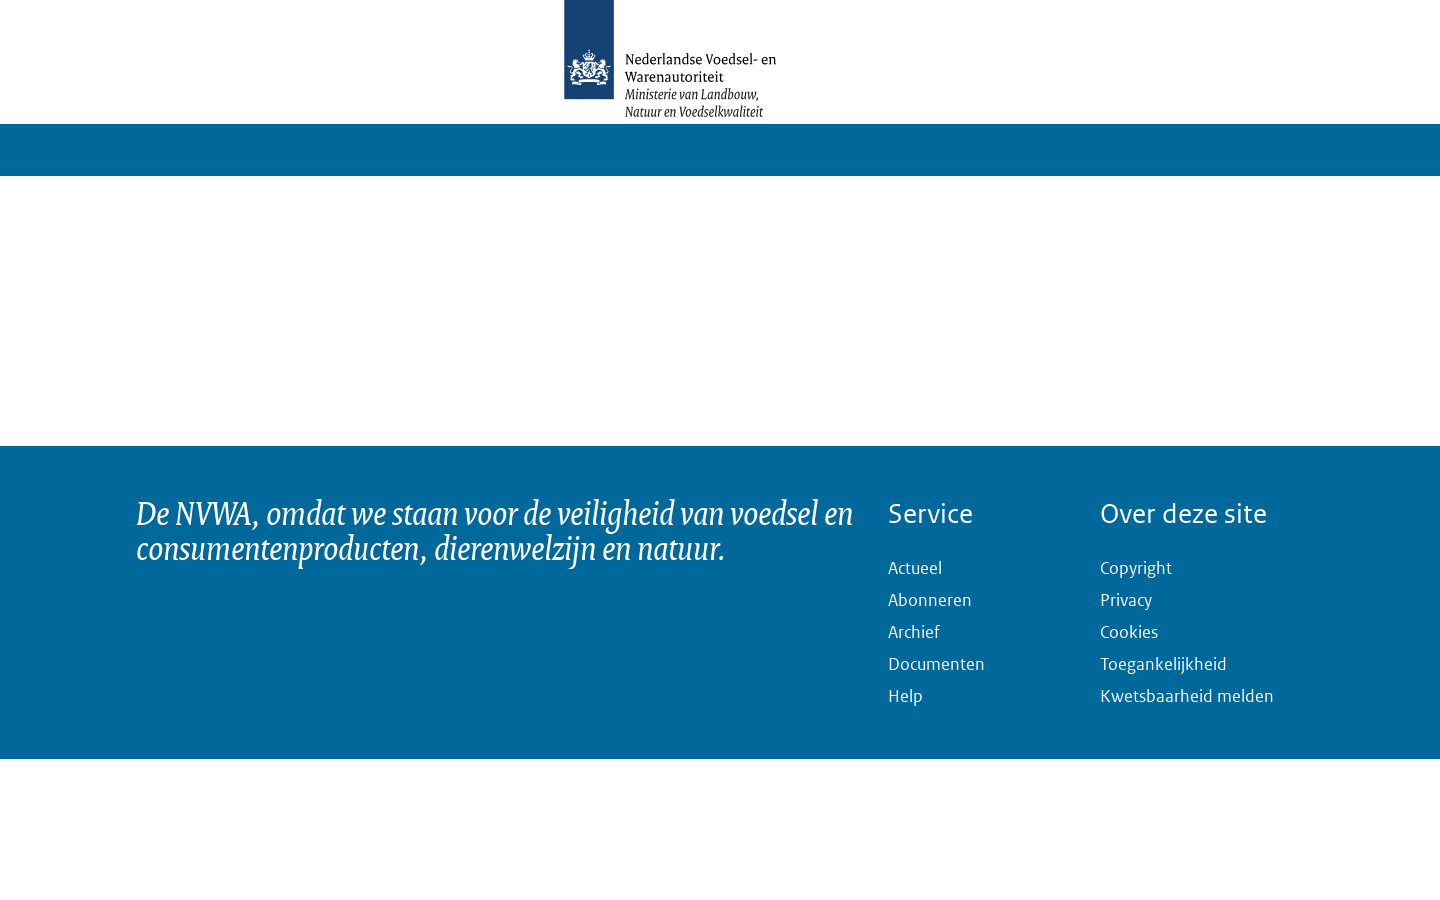 Nederlandse Voedsel- en
Warenautoriteit
Ministerie van Landbouw,
Natuur en Voedselkwaliteit
De NVWA, omdat we staan voor de veiligheid van voedsel en
consumentenproducten, dierenwelzijn en natuur.
Service
Actueel
Abonneren
Archief
Documenten
Help
Over deze site
Copyright
Privacy
Cookies
Toegankelijkheid
Kwetsbaarheid melden